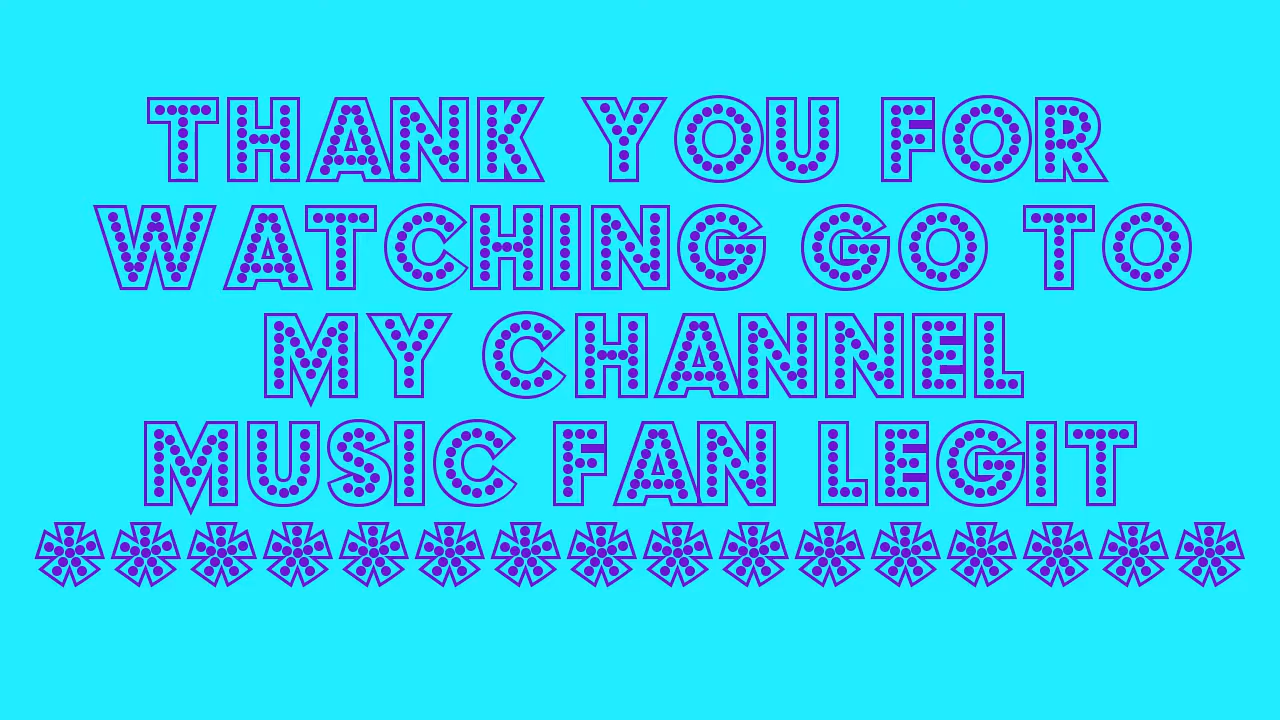 THANK YOU FOR
WATCHING GO TO
MY CHANNEL
MUSIC FAN LEGIT
****************